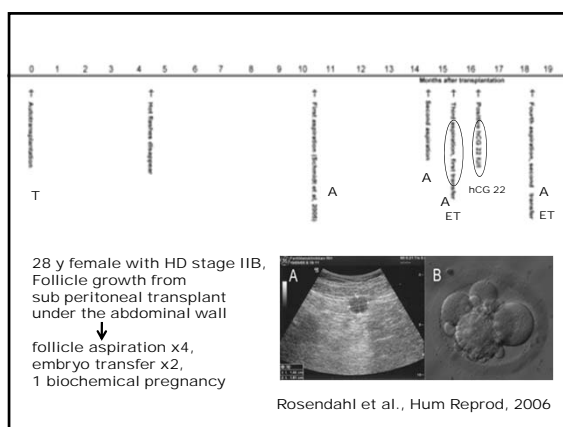 0 1 2 3 4 5 6 7 8 9 10 11 12 13 14 15 16 17 18 19
Months after transplantation
Autotransplantation
Hot flashes disappear
First aspiration (Schmidt et al, 2005)
Second aspiration
Third aspiration, first transfer
Positive hCG 22 IU/l
Fourth aspiration, second transfer
T
A
A
A
ET
hCG 22
A
ET
28 y female with HD stage IIB,
Follicle growth from
sub peritoneal transplant
under the abdominal wall
follicle aspiration x4,
embryo transfer x2,
1 biochemical pregnancy
A
B
Rosendahl et al., Hum Reprod, 2006